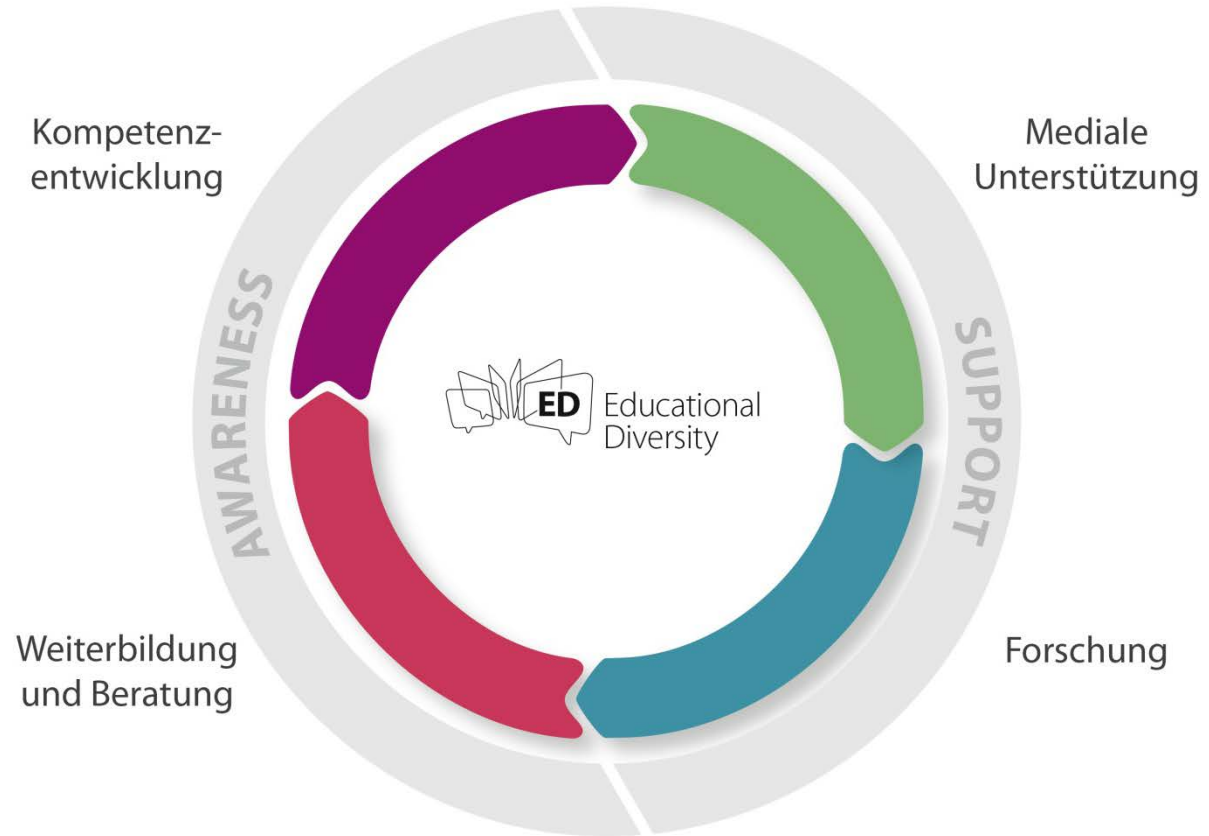 Kompetenz-
entwicklung
Mediale
Unterstützung
AWARENESS
SUPPORT
ED
Educational
Diversity
Weiterbildung
und Beratung
Forschung